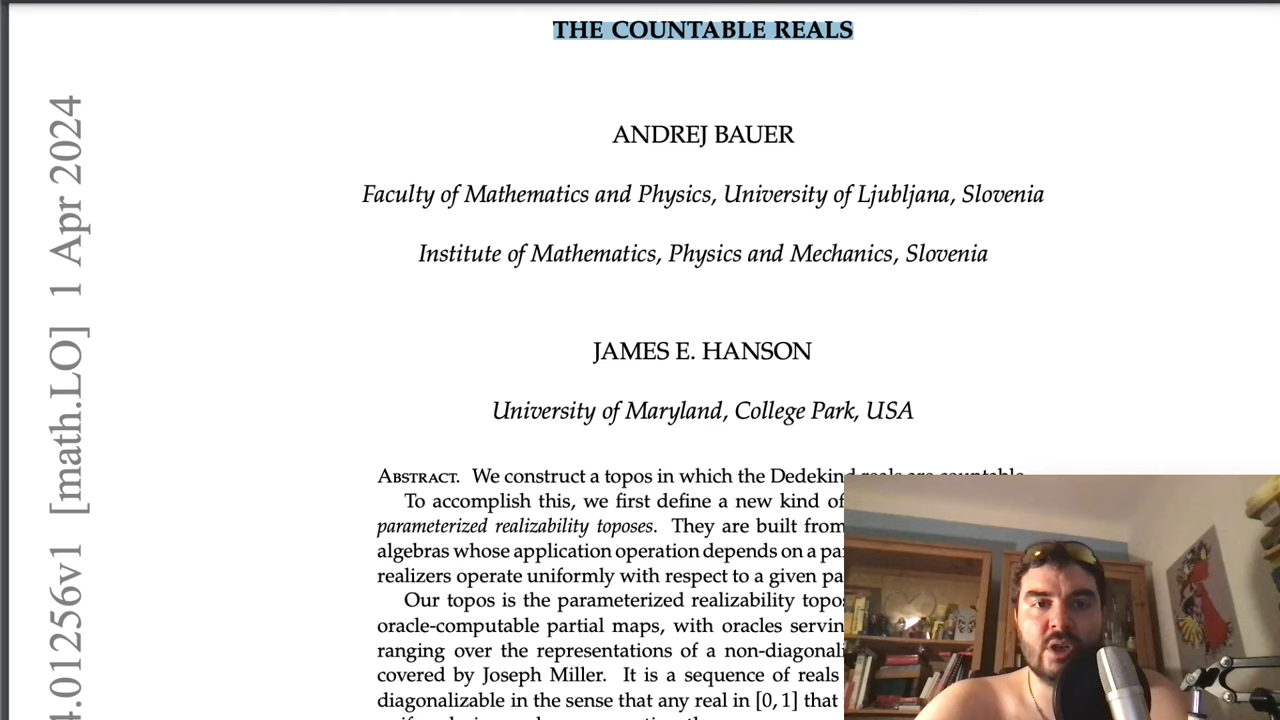 THE COUNTABLE REALS
ANDREJ BAUER
Faculty of Mathematics and Physics, University of Ljubljana, Slovenia
Institute of Mathematics, Physics and Mechanics, Slovenia
JAMES E. HANSON
University of Maryland, College Park, USA
ABSTRACT. We construct a topos in which the Dedekind reals are countable.
To accomplish this, we first define a new kind of
parameterized realizability toposes. They are built from
algebras whose application operation depends on a pa
realizers operate uniformly with respect to a given pa
Our topos is the parameterized realizability topo
oracle-computable partial maps, with oracles servin
ranging over the representations of a non-diagonali
covered by Joseph Miller. It is a sequence of reals
diagonalizable in the sense that any real in [0, 1] that
4.01256v1 [math.LO] 1 Apr 2024